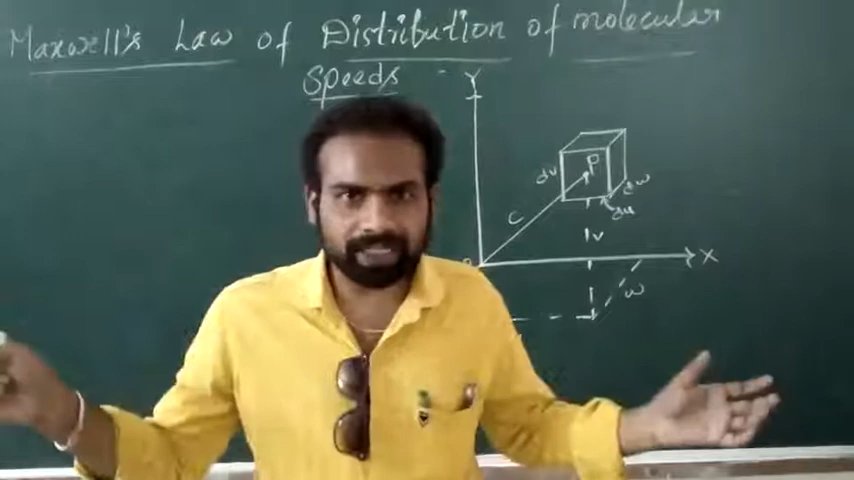 Maxwell's Law of Distribution of molecular
Speeds -
Y
P
dv
dw
du
C
v
O
X
w